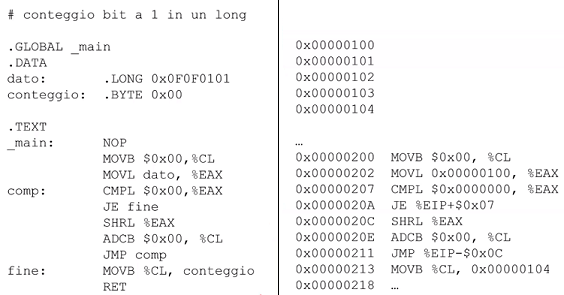 # conteggio bit a 1 in un long
.GLOBAL _main
.DATA
dato: .LONG 0x0F0F0101
conteggio: .BYTE 0x00
.TEXT
_main: NOP
MOVB $0x00,%CL
MOVL dato, %EAX
comp: CMPL $0x00,%EAX
JE fine
SHRL %EAX
ADCB $0x00, %CL
JMP comp
fine: MOVB %CL, conteggio
RET
0x00000100
0x00000101
0x00000102
0x00000103
0x00000104
…
0x00000200 MOVB $0x00, %CL
0x00000202 MOVL 0x00000100, %EAX
0x00000207 CMPL $0x00000000, %EAX
0x0000020A JE %EIP+$0x07
0x0000020C SHRL %EAX
0x0000020E ADCB $0x00, %CL
0x00000211 JMP %EIP-$0x0C
0x00000213 MOVB %CL, 0x00000104
0x00000218 …